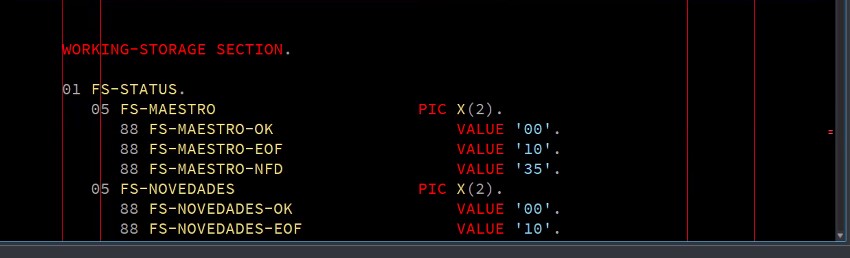 WORKING-STORAGE SECTION.
01 FS-STATUS.
05 FS-MAESTRO PIC X(2).
88 FS-MAESTRO-OK VALUE '00'.
88 FS-MAESTRO-EOF VALUE '10'.
88 FS-MAESTRO-NFD VALUE '35'.
05 FS-NOVEDADES PIC X(2).
88 FS-NOVEDADES-OK VALUE '00'.
88 FS-NOVEDADES-EOF VALUE '10'.